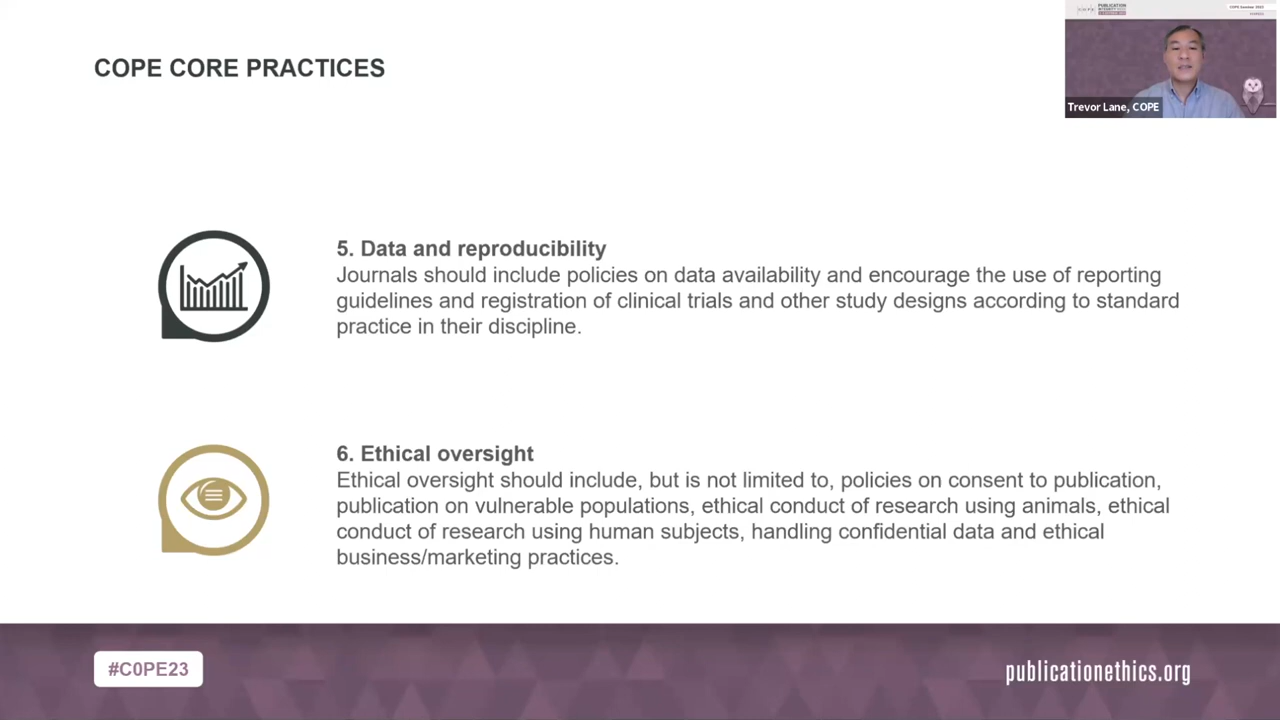 COPE CORE PRACTICES
PUBLICATION
Trevor Lane, COPE
5. Data and reproducibility
Journals should include policies on data availability and encourage the use of reporting
guidelines and registration of clinical trials and other study designs according to standard
practice in their discipline.
6. Ethical oversight
Ethical oversight should include, but is not limited to, policies on consent to publication,
publication on vulnerable populations, ethical conduct of research using animals, ethical
conduct of research using human subjects, handling confidential data and ethical
business/marketing practices.
#C0PE23
publicationethics.org